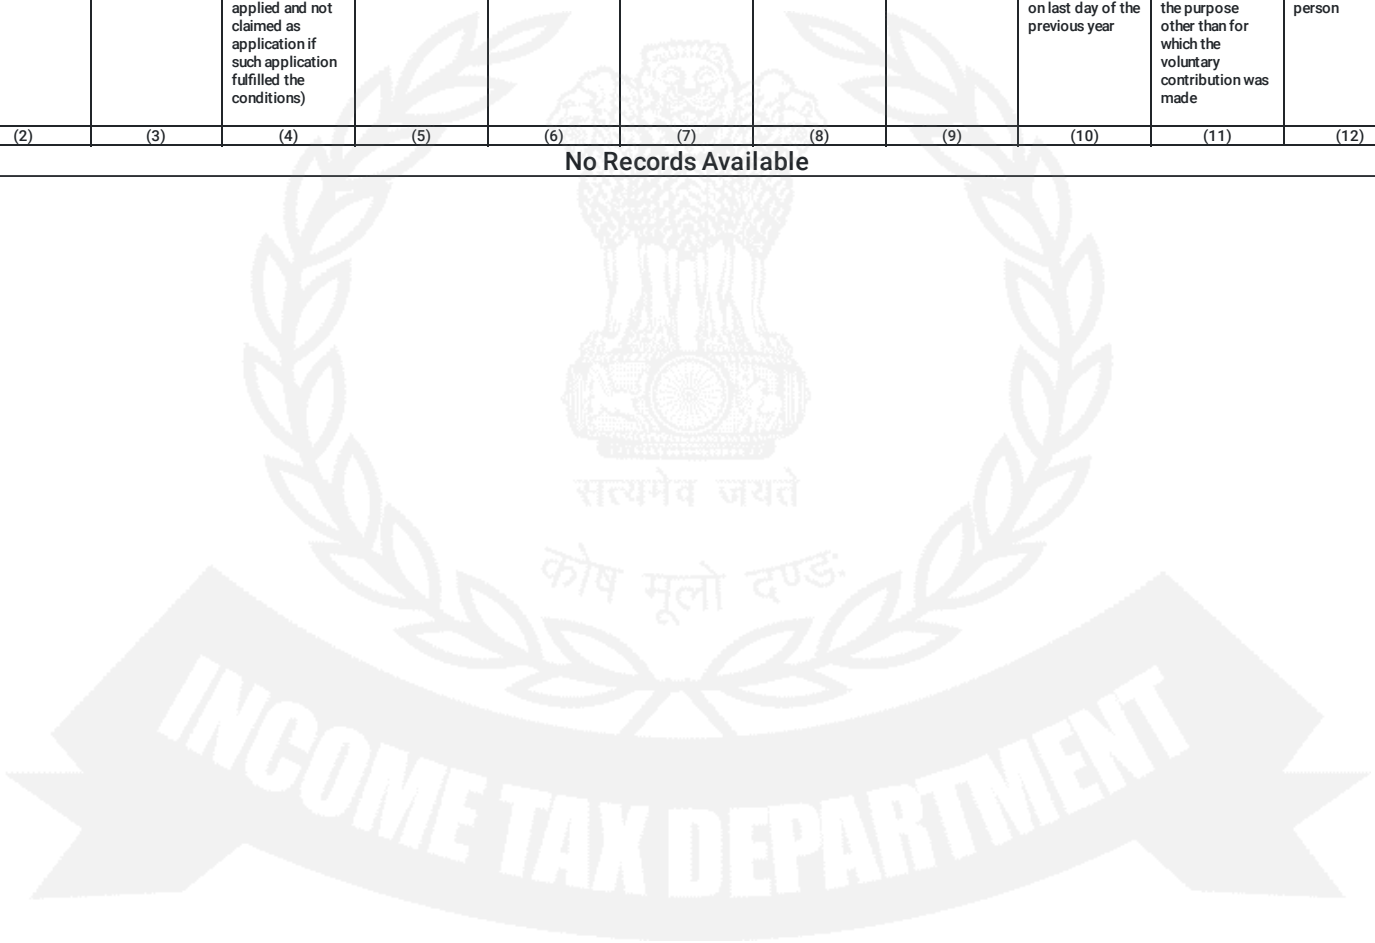 applied and not
claimed as
application if
such application
fulfilled the
conditions)
on last day of the
previous year
the purpose
other than for
which the
voluntary
contribution was
made
person
(2) (3) (4) (5) (6) (7) (8) (9) (10) (11) (12)
No Records Available
सत्यमेव जयते
कोष मूलो दण्डः
INCOME TAX DEPARTMENT